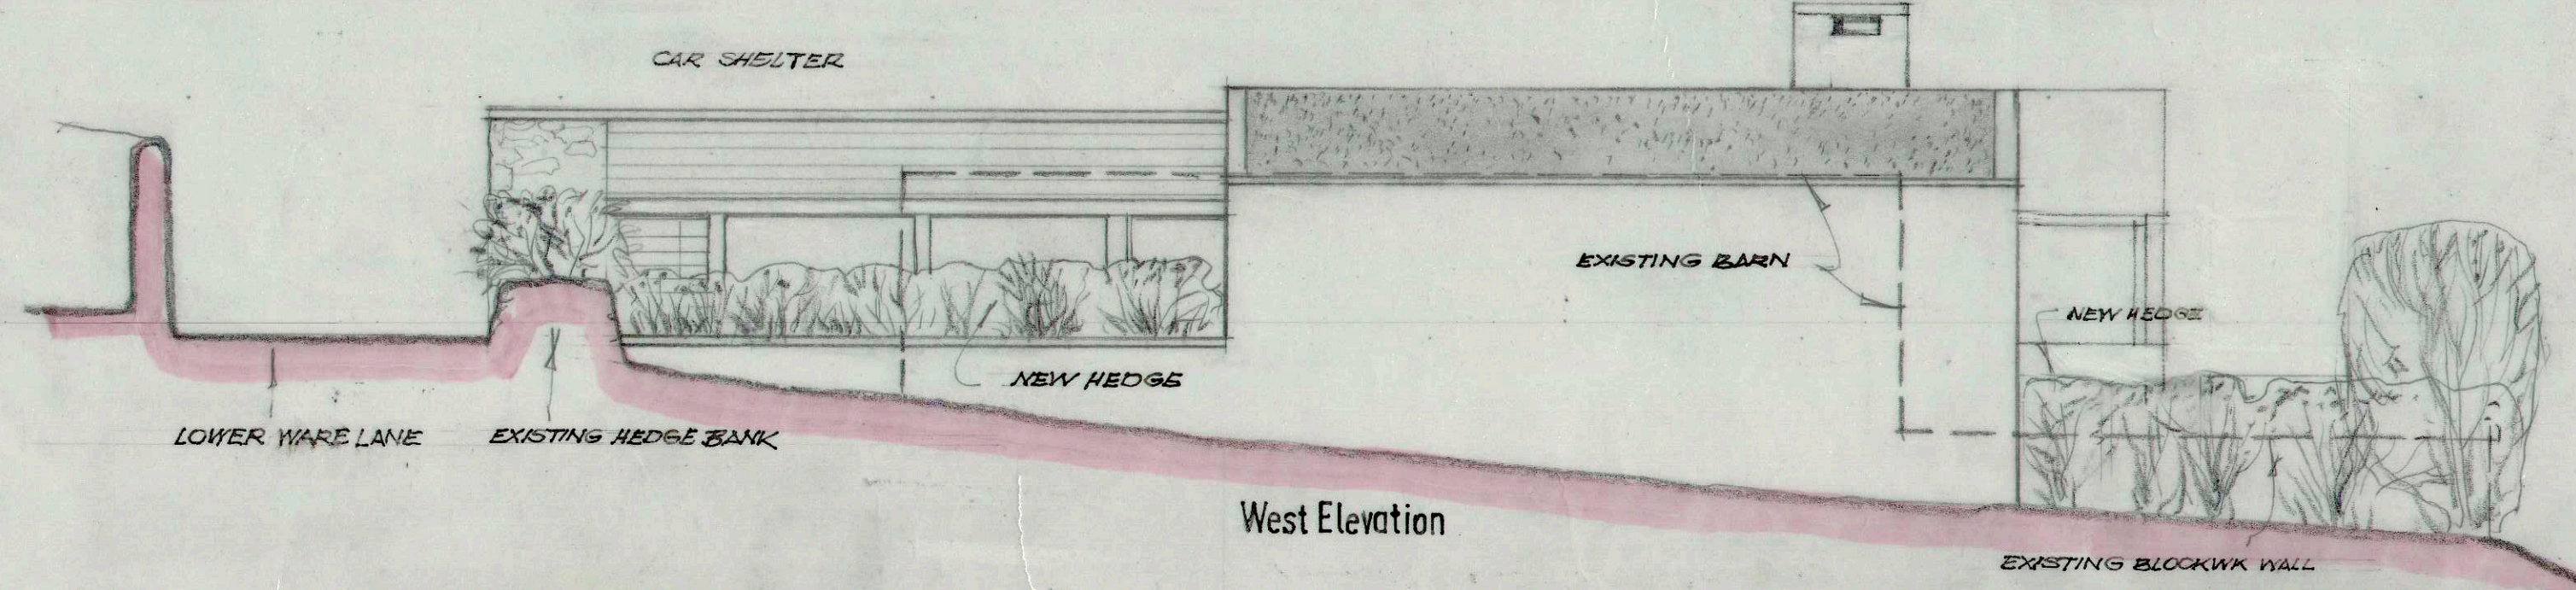 CAR SHELTER
EXISTING BARN
NEW HEDGE
NEW HEDGE
LOWER WARE LANE
EXISTING HEDGE BANK
West Elevation
EXISTING BLOCKWK WALL